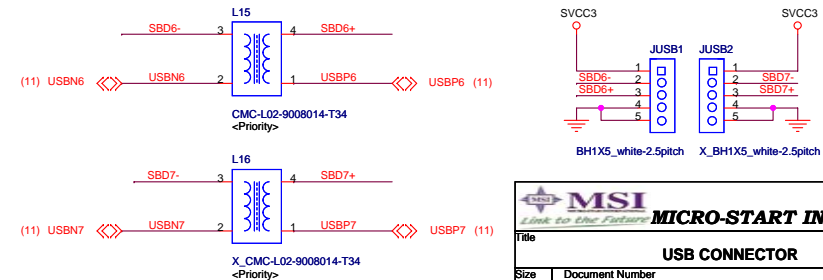 L15
SBD6- 3 4 SBD6+
(11) USBN6 USBN6 2 1 USBP6 USBP6 (11)
CMC-L02-9008014-T34
<Priority>
L16
SBD7- 3 4 SBD7+
(11) USBN7 USBN7 2 1 USBP7 USBP7 (11)
X_CMC-L02-9008014-T34
<Priority>
SVCC3 SVCC3
JUSB1 JUSB2
1 1
SBD6- 2 2 SBD7-
SBD6+ 3 3 SBD7+
4 4
5 5
BH1X5_white-2.5pitch X_BH1X5_white-2.5pitch
MSI
Link to the Future MICRO-START IN
Title
USB CONNECTOR
Size Document Number